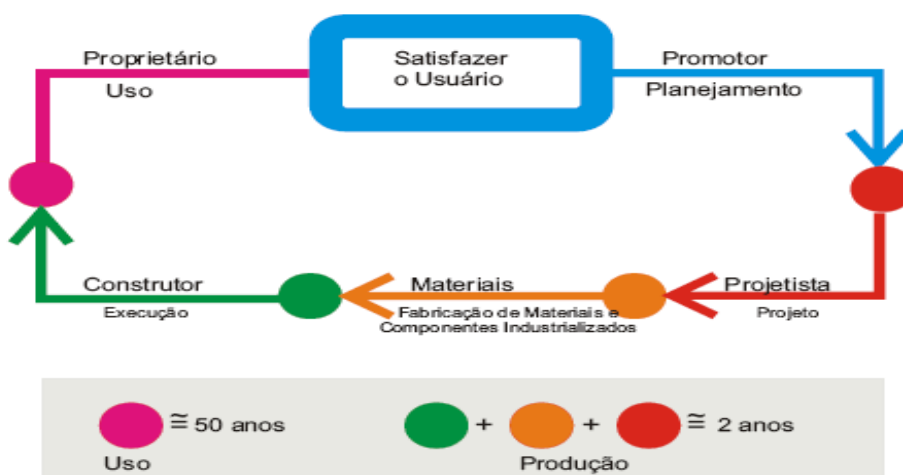 Proprietário
Uso
Satisfazer
o Usuário
Promotor
Planejamento
Construtor
Execução
Materiais
Fabricação de Materiais e
Componentes Industrializados
Projetista
Projeto
≅ 50 anos
+ + ≅ 2 anos
Uso
Produção